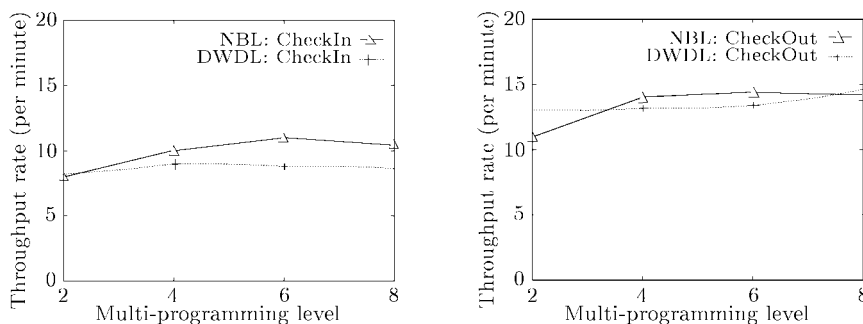 Throughput rate (per minute)
20
15
10
5
0
NBL: CheckIn
DWDL: CheckIn
2 4 6 8
Multi-programming level
Throughput rate (per minute)
20
15
10
5
0
NBL: CheckOut
DWDL: CheckOut
2 4 6 8
Multi-programming level